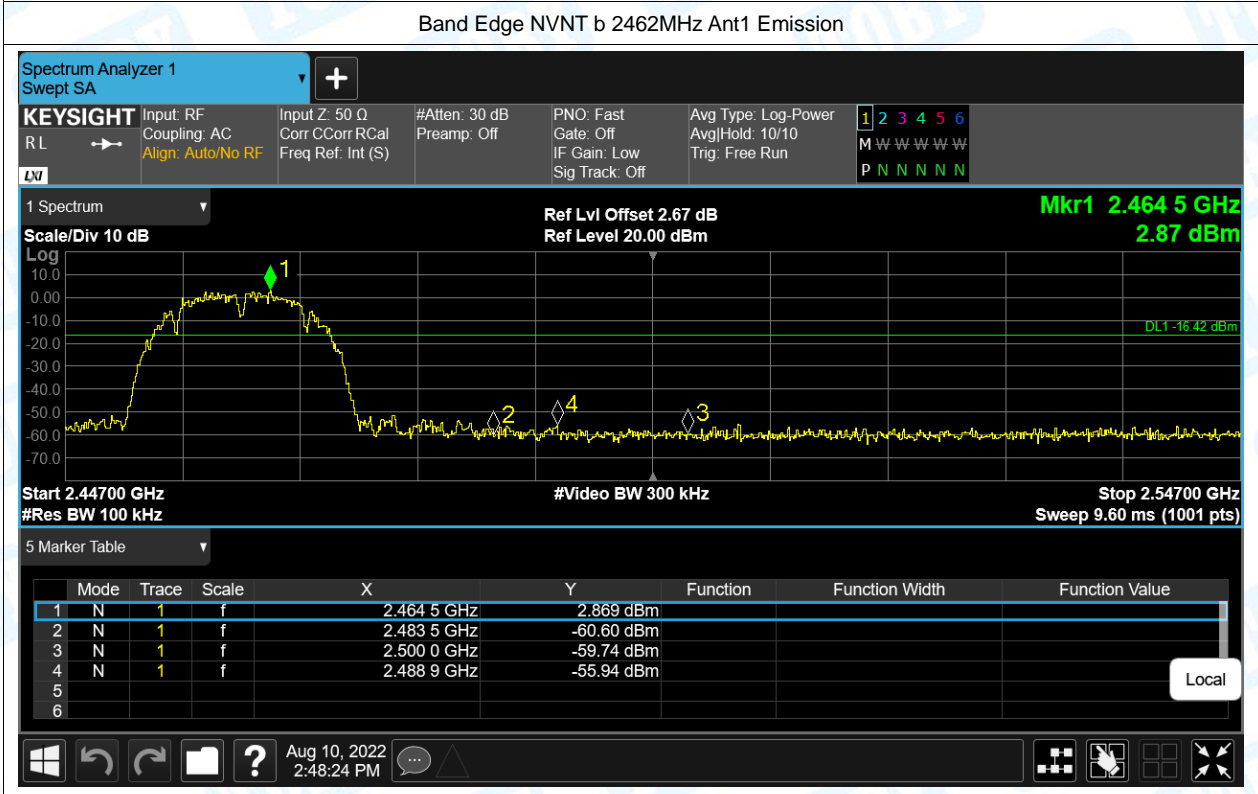 Band Edge NVNT b 2462MHz Ant1 Emission
Spectrum Analyzer 1
Swept SA
KEYSIGHT
R L
LXI
Input: RF
Coupling: AC
Align: Auto/No RF
Input Z: 50 Ω
Corr CCorr RCal
Freq Ref: Int (S)
#Atten: 30 dB
Preamp: Off
PNO: Fast
Gate: Off
IF Gain: Low
Sig Track: Off
Avg Type: Log-Power
Avg|Hold: 10/10
Trig: Free Run
1 2 3 4 5 6
M W W W W W
P N N N N N
1 Spectrum
Scale/Div 10 dB
Ref Lvl Offset 2.67 dB
Ref Level 20.00 dBm
Mkr1 2.464 5 GHz
2.87 dBm
Log
10.0
0.00
-10.0
-20.0
-30.0
-40.0
-50.0
-60.0
-70.0
1
2
4
3
DL1 -16.42 dBm
Start 2.44700 GHz
#Video BW 300 kHz
Stop 2.54700 GHz
#Res BW 100 kHz
Sweep 9.60 ms (1001 pts)
5 Marker Table
Mode Trace Scale X Y Function Function Width Function Value
1 N 1 f 2.464 5 GHz 2.869 dBm
2 N 1 f 2.483 5 GHz -60.60 dBm
3 N 1 f 2.500 0 GHz -59.74 dBm
4 N 1 f 2.488 9 GHz -55.94 dBm
5
6
Local
?
Aug 10, 2022
2:48:24 PM